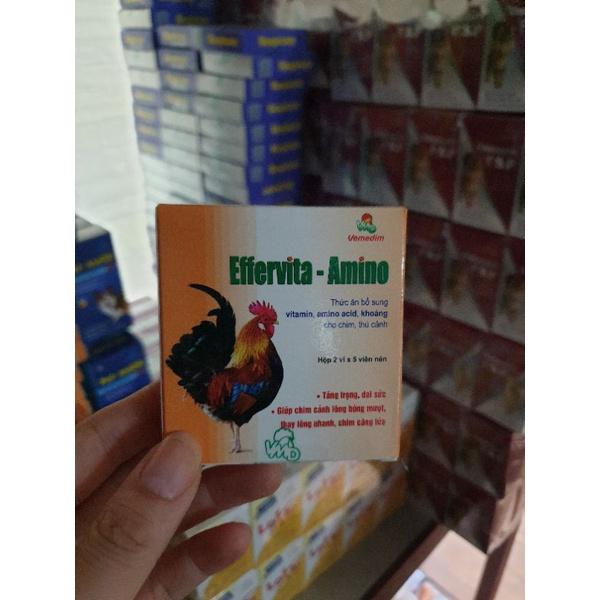 Vemedim
Effervita - Amino
Thức ăn bổ sung
vitamin, amino acid, khoáng
cho chim, thú cảnh
Hộp 2 vỉ x 5 viên nén
• Tăng trọng, dai sức
• Giúp chim cảnh lông bóng mượt,
thay lông nhanh, chim căng lửa